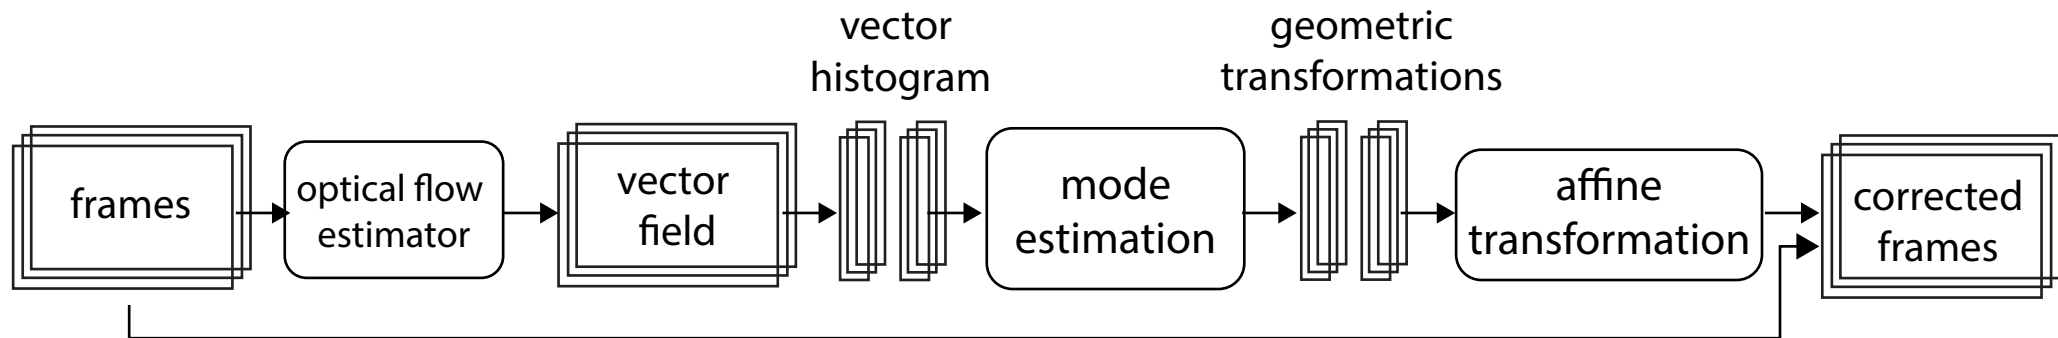 frames
optical flow
estimator
vector
field
vector
histogram
mode
estimation
geometric
transformations
affine
transformation
corrected
frames